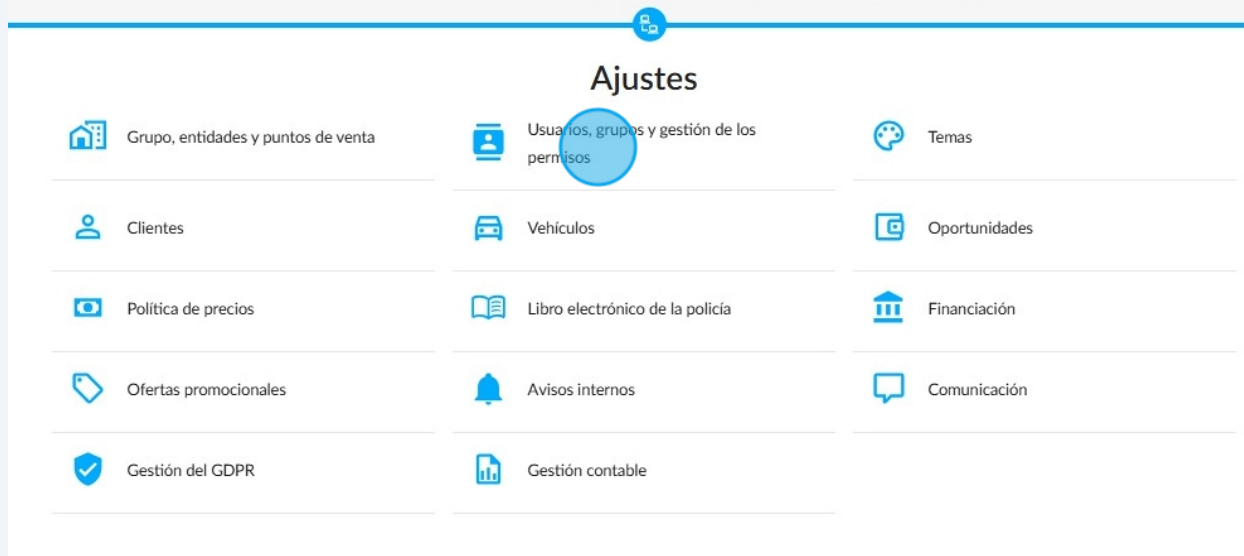 Ajustes
Grupo, entidades y puntos de venta
Usuarios, grupos y gestión de los
permisos
Temas
Clientes
Vehículos
Oportunidades
Política de precios
Libro electrónico de la policía
Financiación
Ofertas promocionales
Avisos internos
Comunicación
Gestión del GDPR
Gestión contable